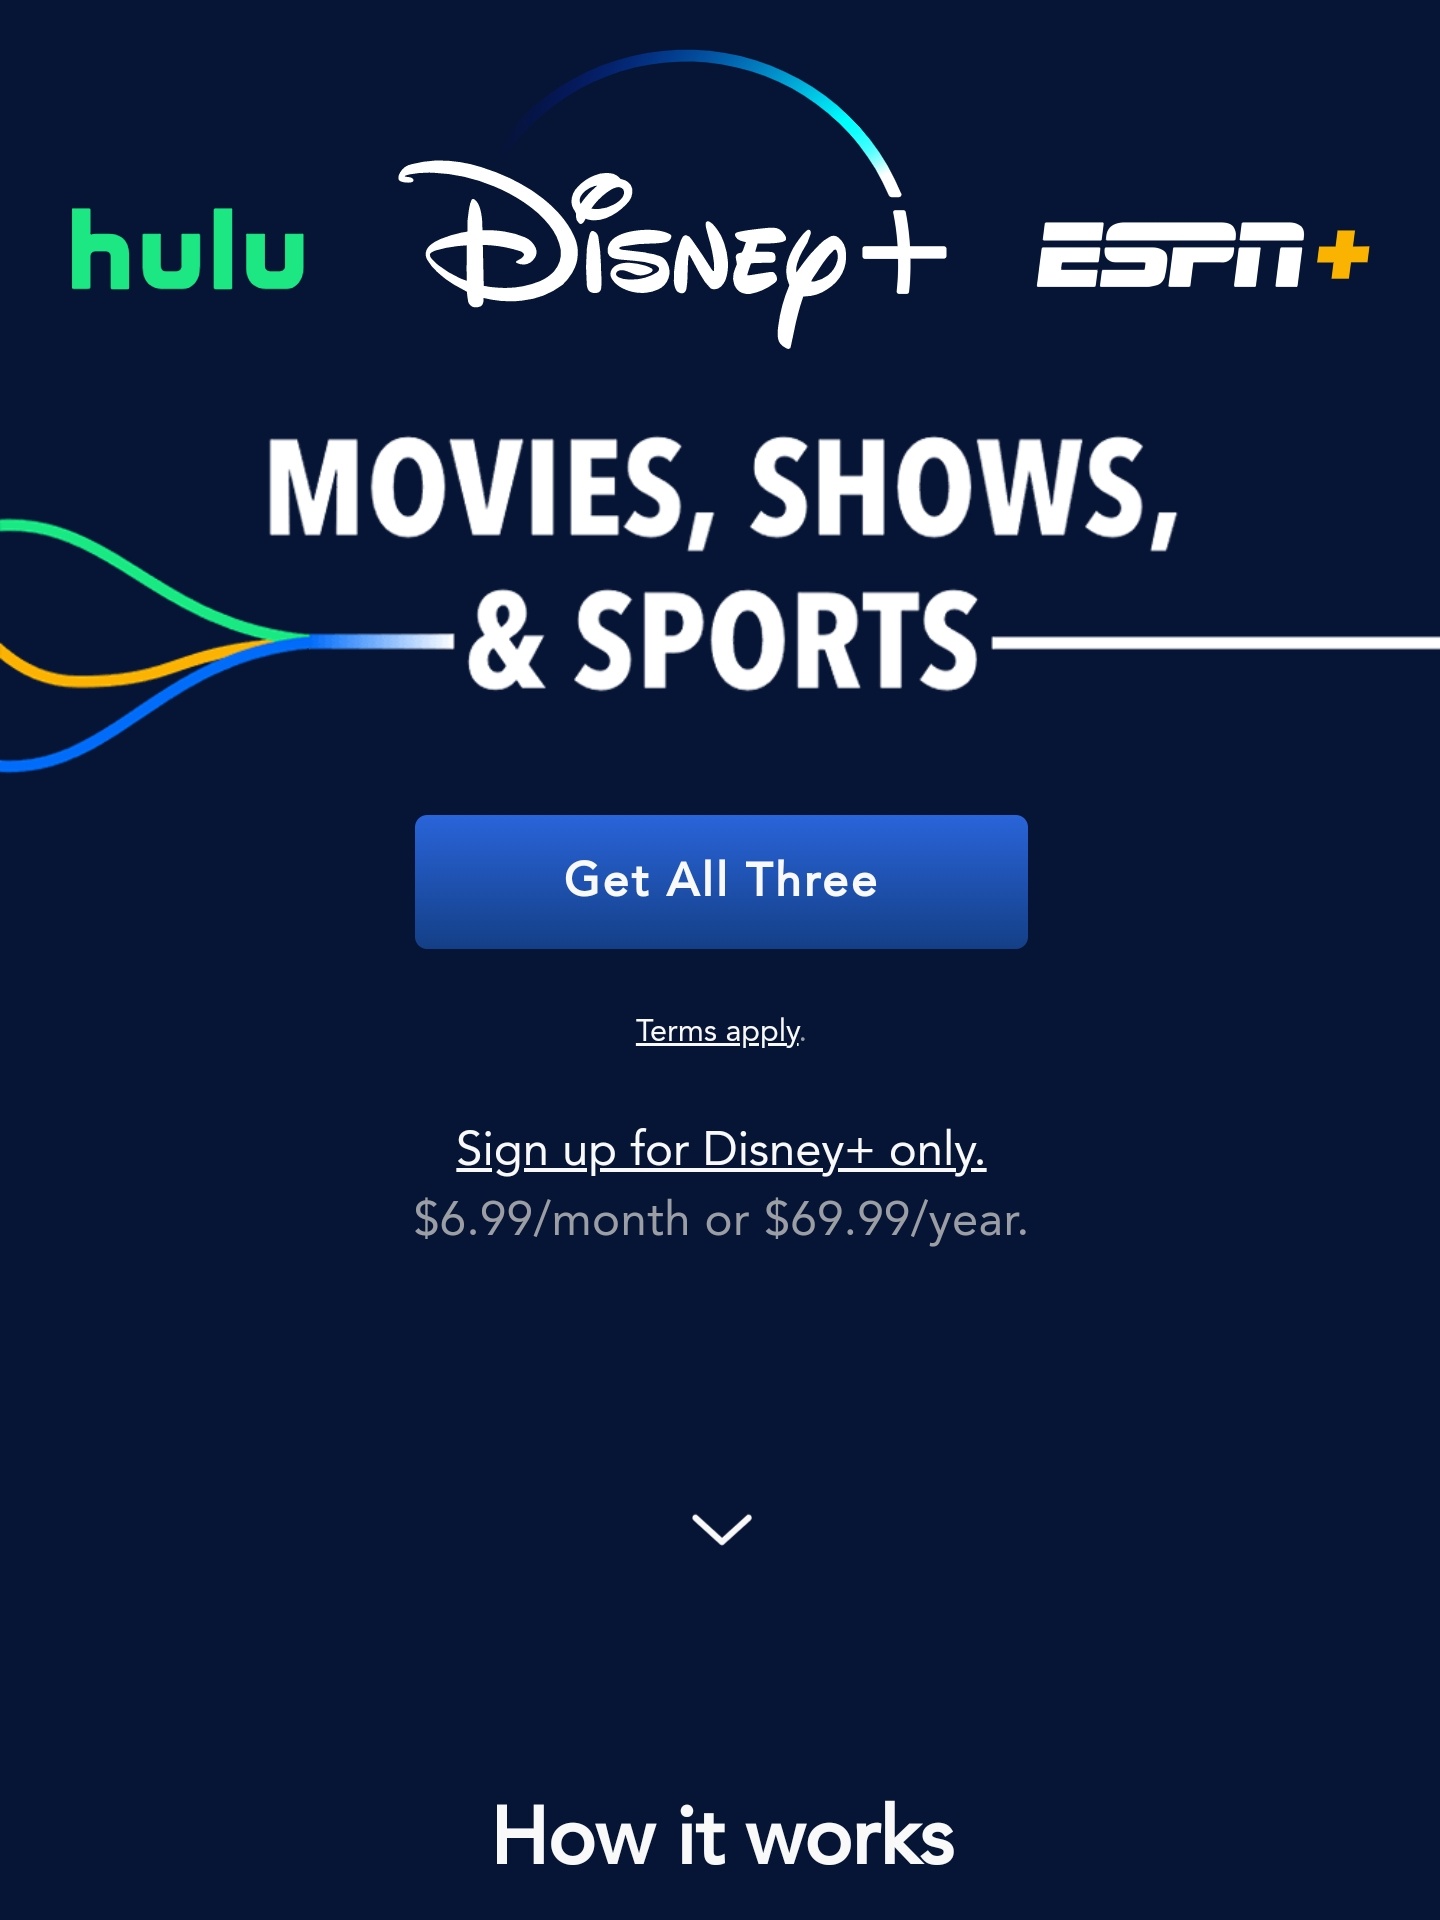 hulu Disney+ ESPN+
MOVIES, SHOWS,
& SPORTS
Get All Three
Terms apply.
Sign up for Disney+ only.
$6.99/month or $69.99/year.
How it works